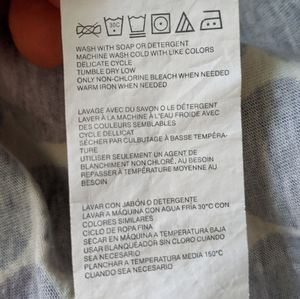 30C
WASH WITH SOAP OR DETERGENT
MACHINE WASH COLD WITH LIKE COLORS
DELICATE CYCLE
TUMBLE DRY LOW
ONLY NON-CHLORINE BLEACH WHEN NEEDED
WARM IRON WHEN NEEDED
LAVAGE AVEC DU SAVON O LE DETERGENT
LAVER À LA MACHINE À L'EAU FROIDE AVEC
DES COULEURS SEMBLABLES
CYCLE DELLICAT
SÉCHER PAR CULBUTAGE À BASSE TEMPÉRA-
TURE
UTILISER SEULEMENT UN AGENT DE
BLANCHIMENT NON CHLORÉ, AU BESOIN
REPASSER À TEMPÉRATURE MOYENNE AU
BESOIN
LAVAR CON JABÓN O DETERGENTE
LAVAR A MÁQUINA CON AGUA FRÍA 30°C CON
COLORES SIMILARES
CICLO DE ROPA FINA
SECAR EN MÁQUINA A TEMPERATURA BAJA
USAR BLANQUEADOR SIN CLORO CUANDO
SEA NECESARIO
PLANCHAR A TEMPERATURA MEDIA 150°C
CUANDO SEA NECESARIO